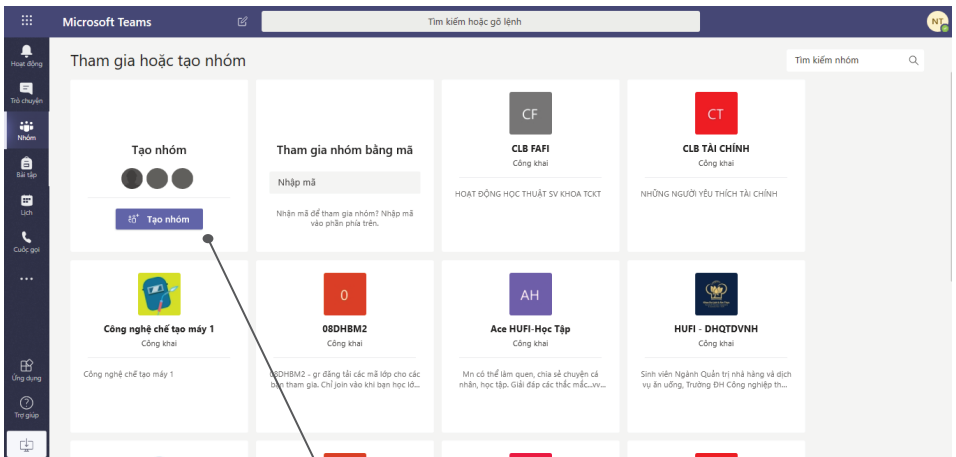 Microsoft Teams
Tìm kiếm hoặc gõ lệnh
NT
Hoạt động
Trò chuyện
Nhóm
Bài tập
Lịch
Cuộc gọi
Ứng dụng
Trợ giúp
Tham gia hoặc tạo nhóm
Tìm kiếm nhóm
Tạo nhóm
Tạo nhóm
Tham gia nhóm bằng mã
Nhập mã
Nhận mã để tham gia nhóm? Nhập mã
vào phần phía trên.
CF
CLB FAFI
Công khai
HOẠT ĐỘNG HỌC THUẬT SV KHOA TCKT
CT
CLB TÀI CHÍNH
Công khai
NHỮNG NGƯỜI YÊU THÍCH TÀI CHÍNH
Công nghệ chế tạo máy 1
Công khai
Công nghệ chế tạo máy 1
0
08DHBM2
Công khai
08DHBM2 - gr đăng tải các mã lớp cho các
bạn tham gia. Chỉ join vào khi bạn học lớ...
AH
Ace HUFI-Học Tập
Công khai
Mn có thể làm quen, chia sẻ chuyện cá
nhân, học tập. Giải đáp các thắc mắc...vv...
HUFI - DHQTDVNH
Công khai
Sinh viên Ngành Quản trị nhà hàng và dịch
vụ ăn uống, Trường ĐH Công nghiệp th...